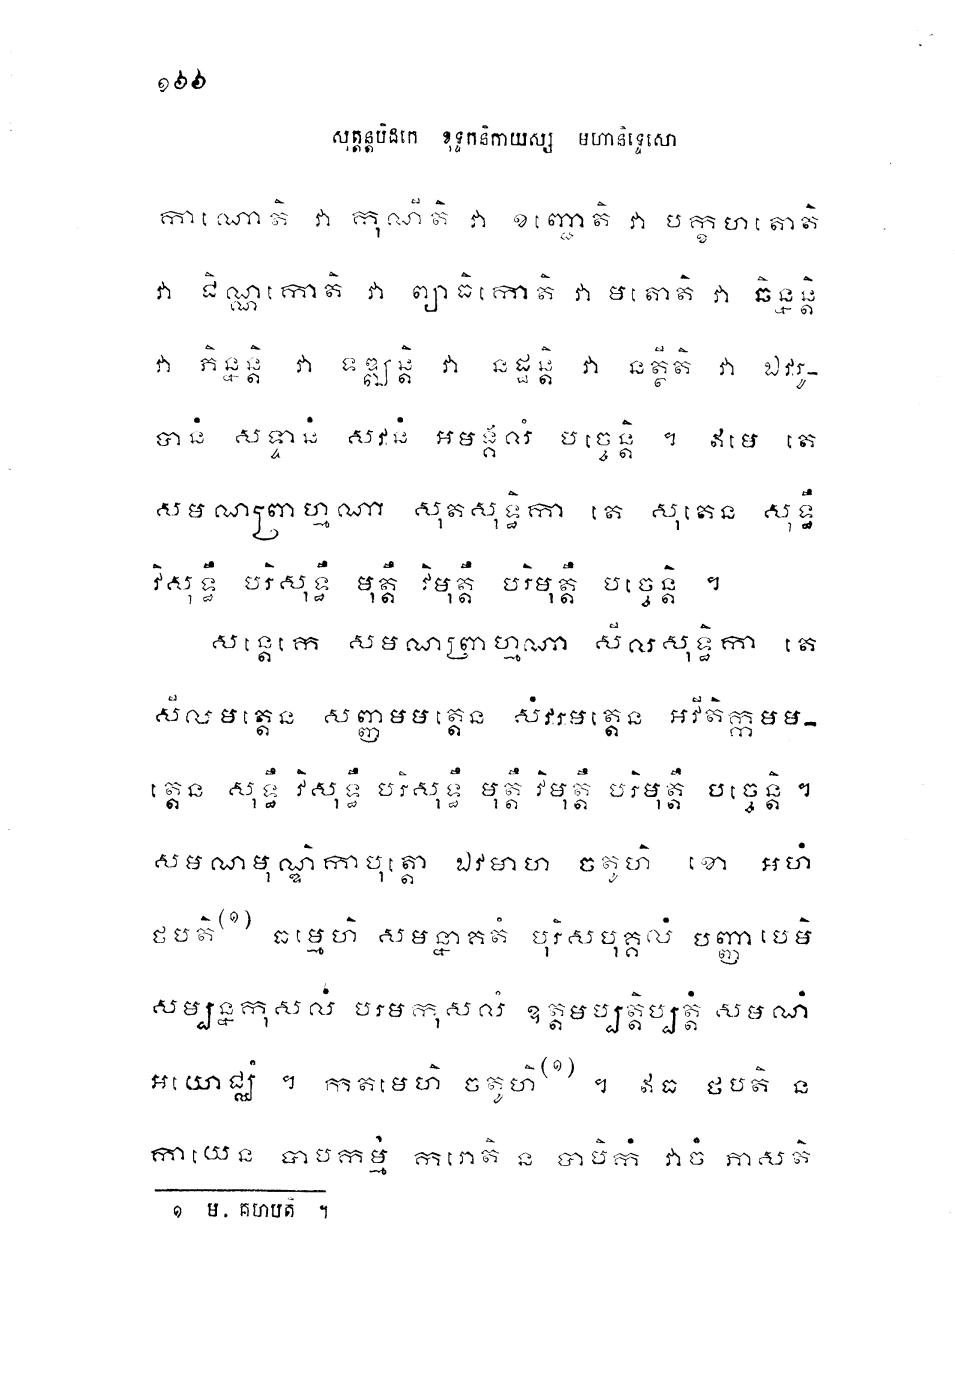 ១៦៦
សុត្តន្តបិដកេ ខុទ្ទកនិកាយស្ស មហានិទ្ទេសោ
កាណោតិ វា កុណីតិ វា ខញ្ជោតិ វា បក្ខហតោតិ
វា ជិណ្ណកោតិ វា ព្យាធិកោតិ វា មតោតិ វា ឆិន្នន្តិ
វា ភិន្នន្តិ វា ទឌ្ឍន្តិ វា នដ្ឋន្តិ វា នត្ថីតិ វា ឯវរូ-
បានំ សទ្ទានំ សវនំ អមង្គលំ បច្ចេន្តិ ។ ឥមេ តេ
សមណព្រាហ្មណា សុតសុទ្ធិកា តេ សុតេន សុទ្ធឹ
វិសុទ្ធឹ បរិសុទ្ធឹ មុត្តឹ វិមុត្តឹ បរិមុត្តឹ បច្ចេន្តិ ។
សន្តេកេ សមណព្រាហ្មណា សីលសុទ្ធិកា តេ
សីលមត្តេន សញ្ញមមត្តេន សំវរមត្តេន អវីតិក្កមម-
ត្តេន សុទ្ធឹ វិសុទ្ធឹ បរិសុទ្ធឹ មុត្តឹ វិមុត្តឹ បរិមុត្តឹ បច្ចេន្តិ ។
សមណមុណ្ឌិកាបុត្តោ ឯវមាហ ចតូហិ ខោ អហំ
ថបតិ(១) ធម្មេហិ សមន្នាគតំ បុរិសបុគ្គលំ បញ្ញាបេមិ
សម្បន្នកុសលំ បរមកុសលំ ឧត្តមប្បត្តិប្បត្តំ សមណំ
អយោជ្ឈំ ។ កតមេហិ ចតូហិ(១) ។ ឥធ ថបតិ ន
កាយេន បាបកម្មំ ករោតិ ន បាបិកំ វាចំ ភាសតិ
១ ម. គហបតិ ។